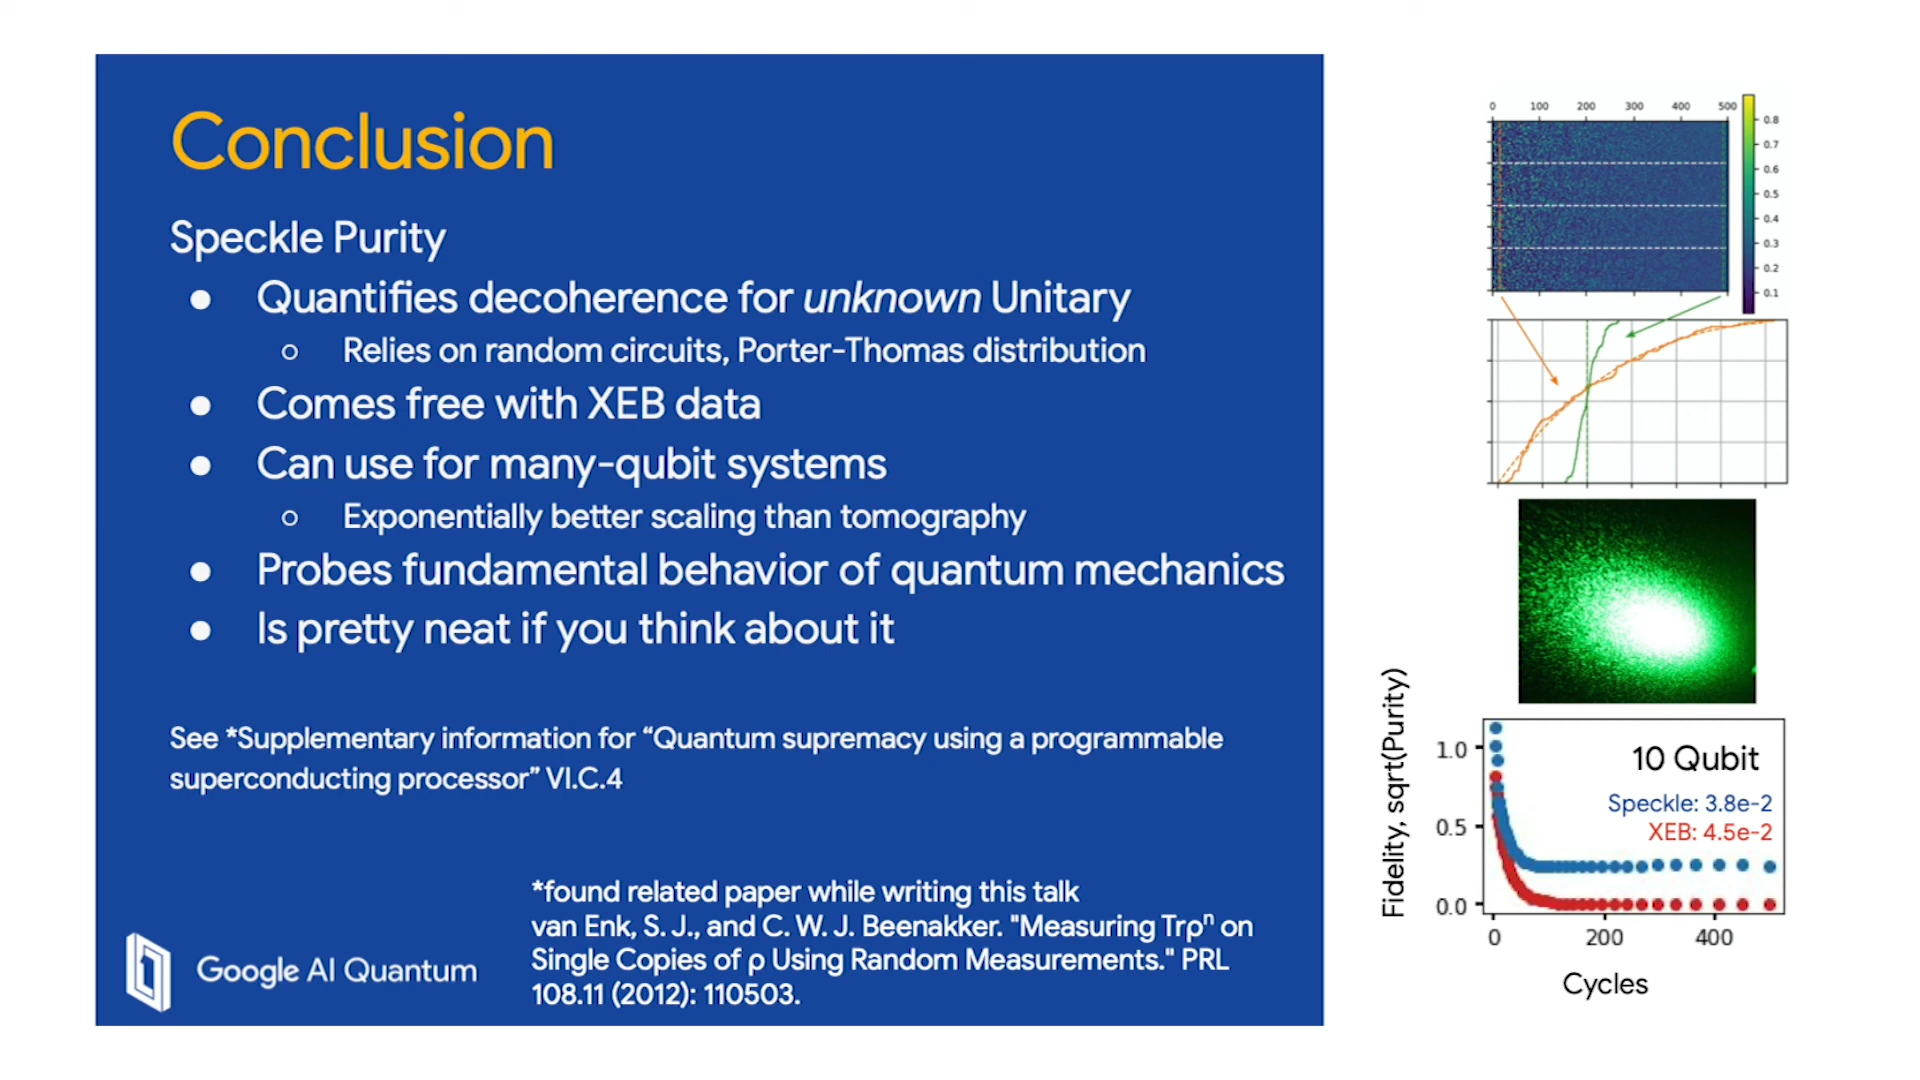 Conclusion
Speckle Purity
● Quantifies decoherence for unknown Unitary
○ Relies on random circuits, Porter-Thomas distribution
● Comes free with XEB data
● Can use for many-qubit systems
○ Exponentially better scaling than tomography
● Probes fundamental behavior of quantum mechanics
● Is pretty neat if you think about it
See *Supplementary information for “Quantum supremacy using a programmable
superconducting processor” VI.C.4
*found related paper while writing this talk
van Enk, S. J., and C. W. J. Beenakker. "Measuring Trρⁿ on
Single Copies of ρ Using Random Measurements." PRL
108.11 (2012): 110503.
Google AI Quantum
0 100 200 300 400 500
0.8
0.7
0.6
0.5
0.4
0.3
0.2
0.1
Fidelity, sqrt(Purity)
1.0
0.5
0.0
10 Qubit
Speckle: 3.8e-2
XEB: 4.5e-2
0 200 400
Cycles